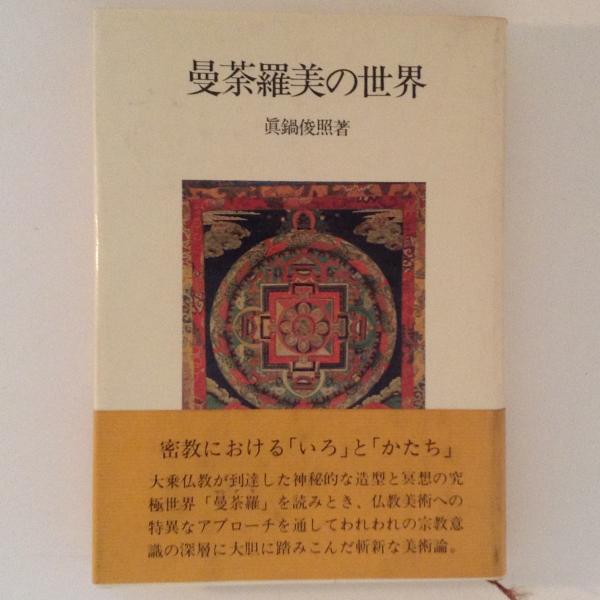 曼荼羅美の世界
眞鍋俊照著
密教における「いろ」と「かたち」
大乗仏教が到達した神秘的な造型と冥想の究
極世界「曼荼羅」を読みとき、仏教美術への
特異なアプローチを通してわれわれの宗教意
識の深層に大胆に踏みこんだ斬新な美術論。